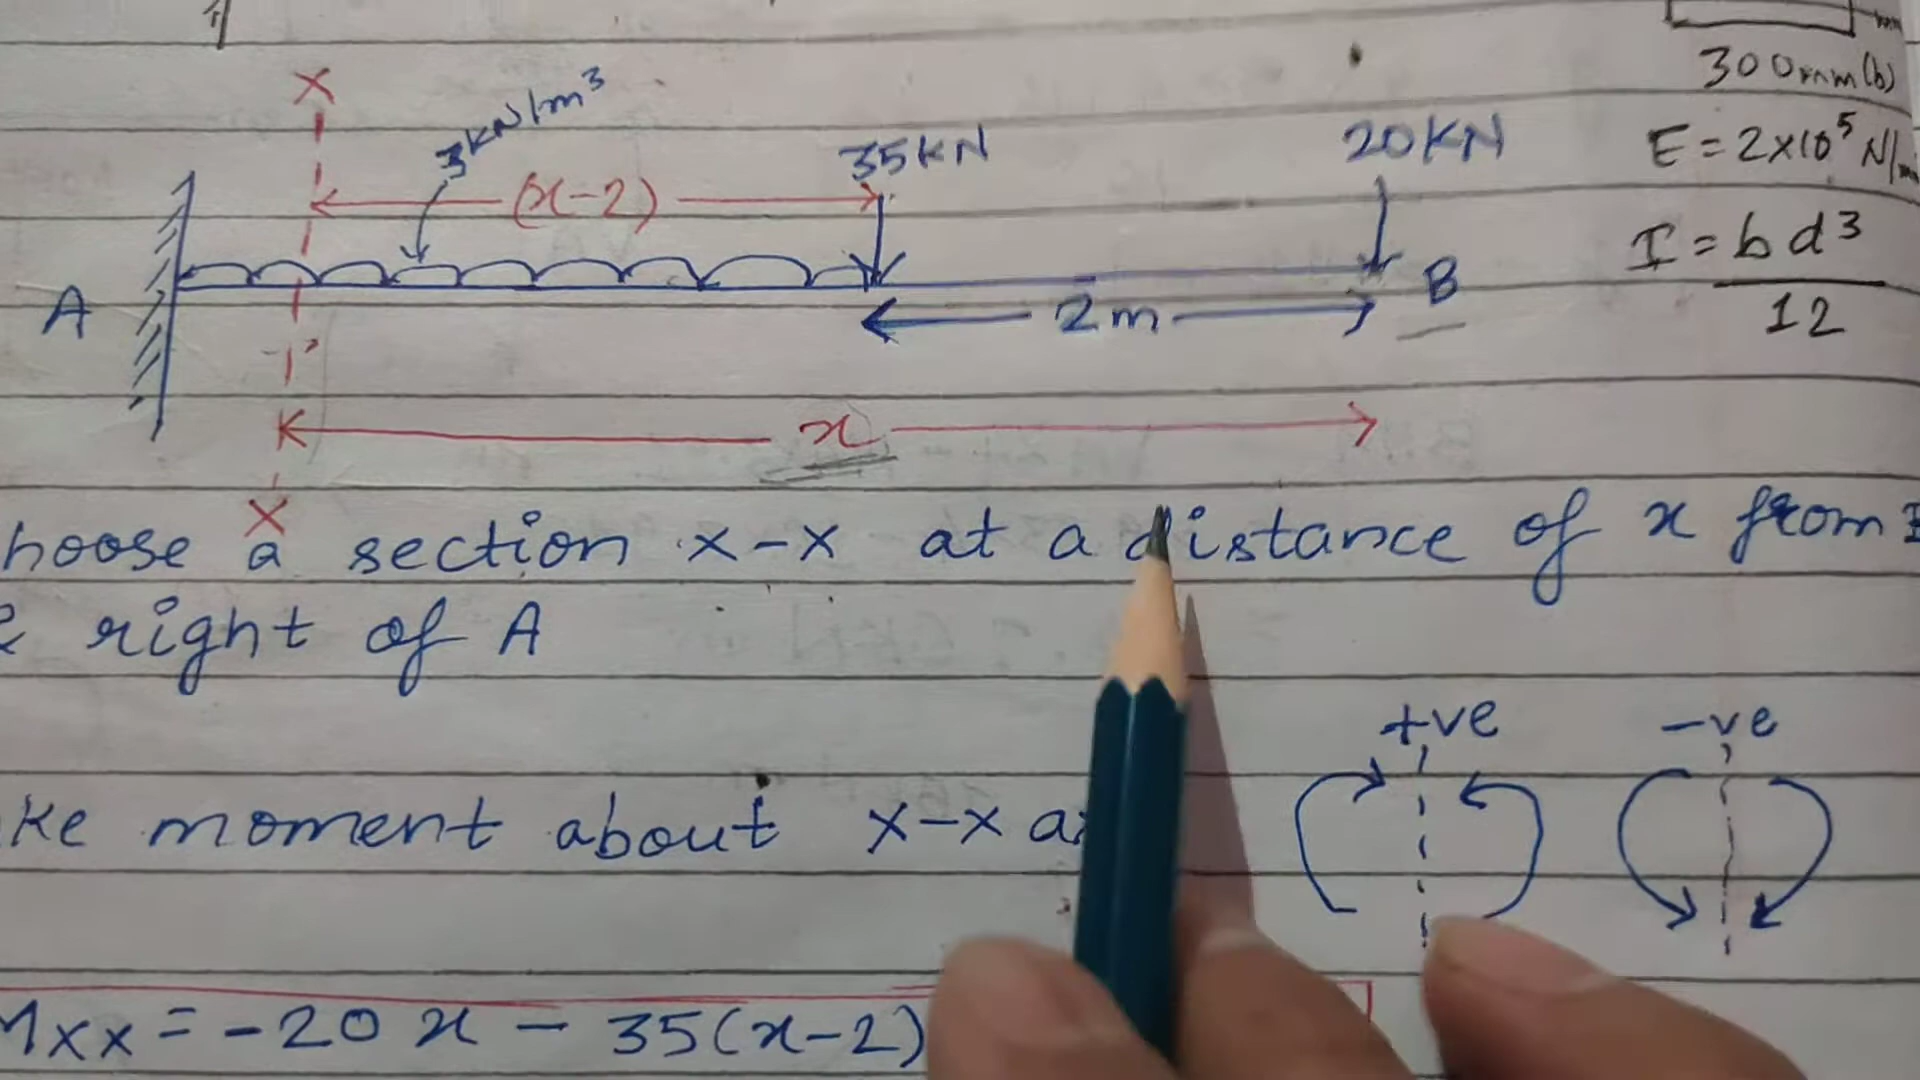 300mm(b)
X
3KN/m³
35KN
20KN
E = 2x10⁵ N/
(x-2)
I = bd³
12
A
B
2m
x
X
hoose a section x-x at a distance of x from
& right of A
+ve
-ve
ke moment about x-x
Mxx = -20x - 35(x-2)